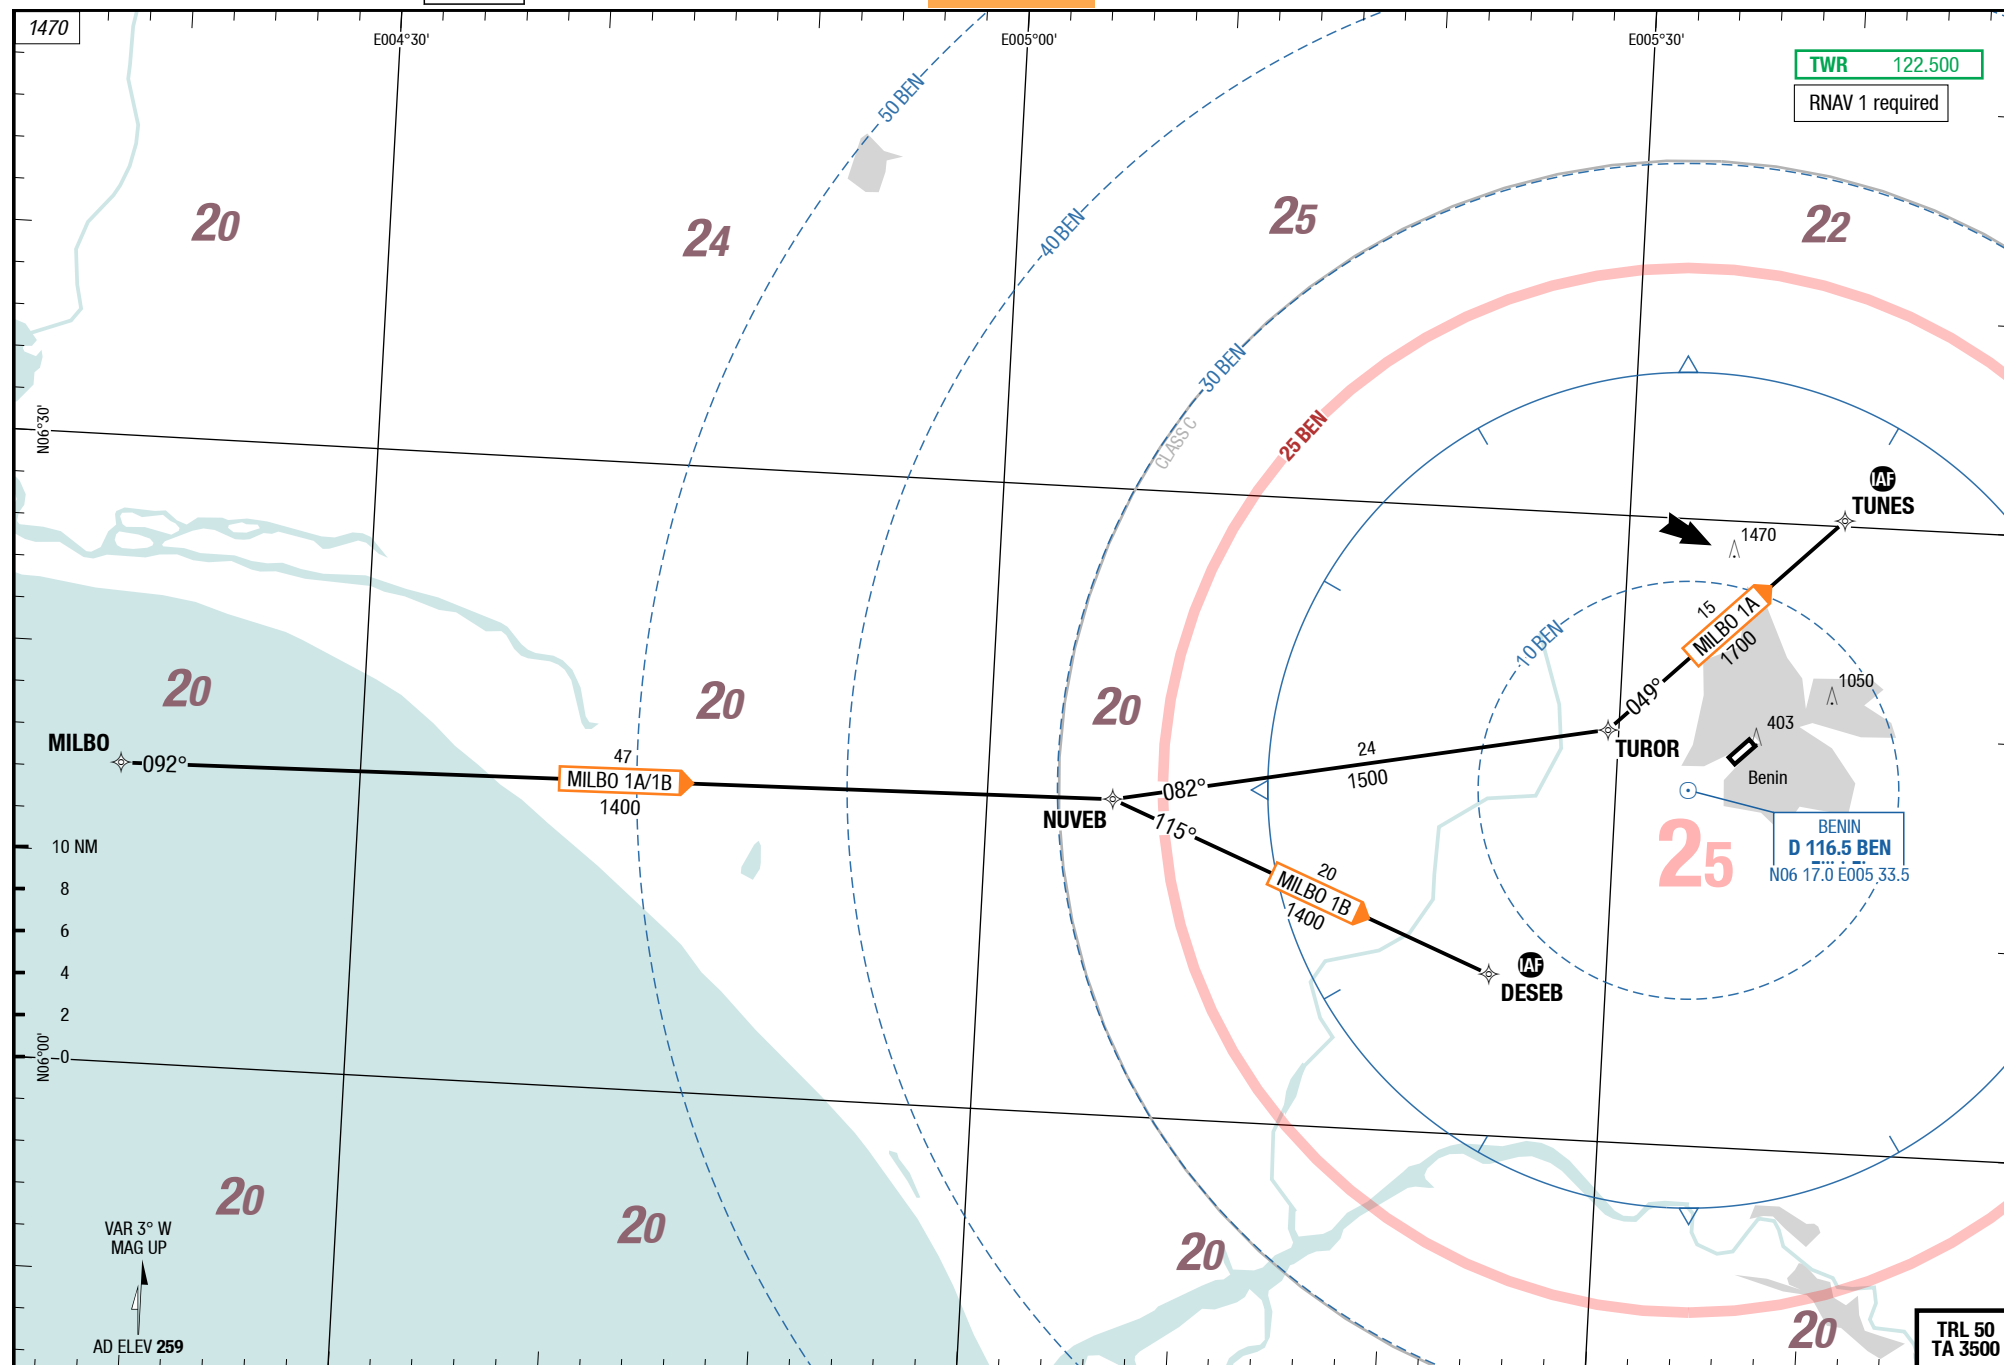 1470
E004°30'
E005°00'
E005°30'
TWR 122.500
RNAV 1 required
50 BEN
40 BEN
30 BEN
25 BEN
CLASS C
10 BEN
20
24
25
22
N06°30'
IAF
TUNES
1470
15
MILBO 1A
1700
049°
1050
403
TUROR
Benin
20
20
20
MILBO
092°
47
MILBO 1A/1B
1400
NUVEB
082°
24
1500
115°
20
MILBO 1B
1400
IAF
DESEB
25
BENIN
D 116.5 BEN
N06 17.0 E005 33.5
10 NM
8
6
4
2
0
N06°00'
20
20
20
20
VAR 3° W
MAG UP
AD ELEV 259
TRL 50
TA 3500